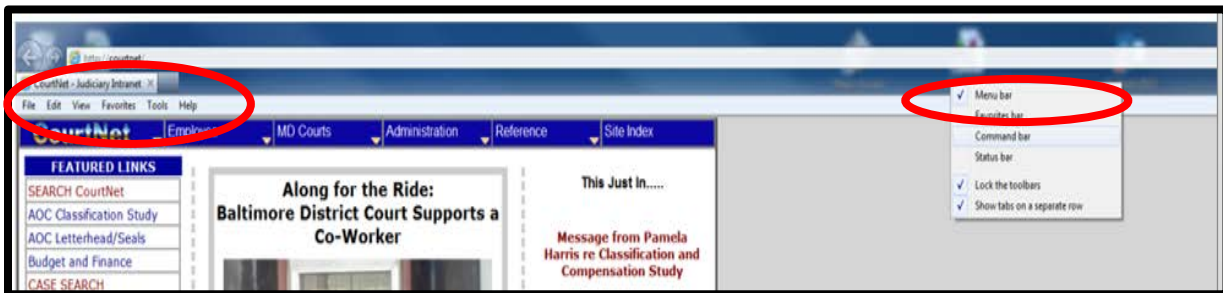 http://courtnet/
CourtNet - Judiciary Intranet
File Edit View Favorites Tools Help
CourtNet
MD Courts
Administration
Reference
Site Index
FEATURED LINKS
SEARCH CourtNet
AOC Classification Study
AOC Letterhead/Seals
Budget and Finance
CASE SEARCH
Along for the Ride:
Baltimore District Court Supports a
Co-Worker
This Just In.....
Message from Pamela
Harris re Classification and
Compensation Study
Menu bar
Favorites bar
Command bar
Status bar
Lock the toolbars
Show tabs on a separate row